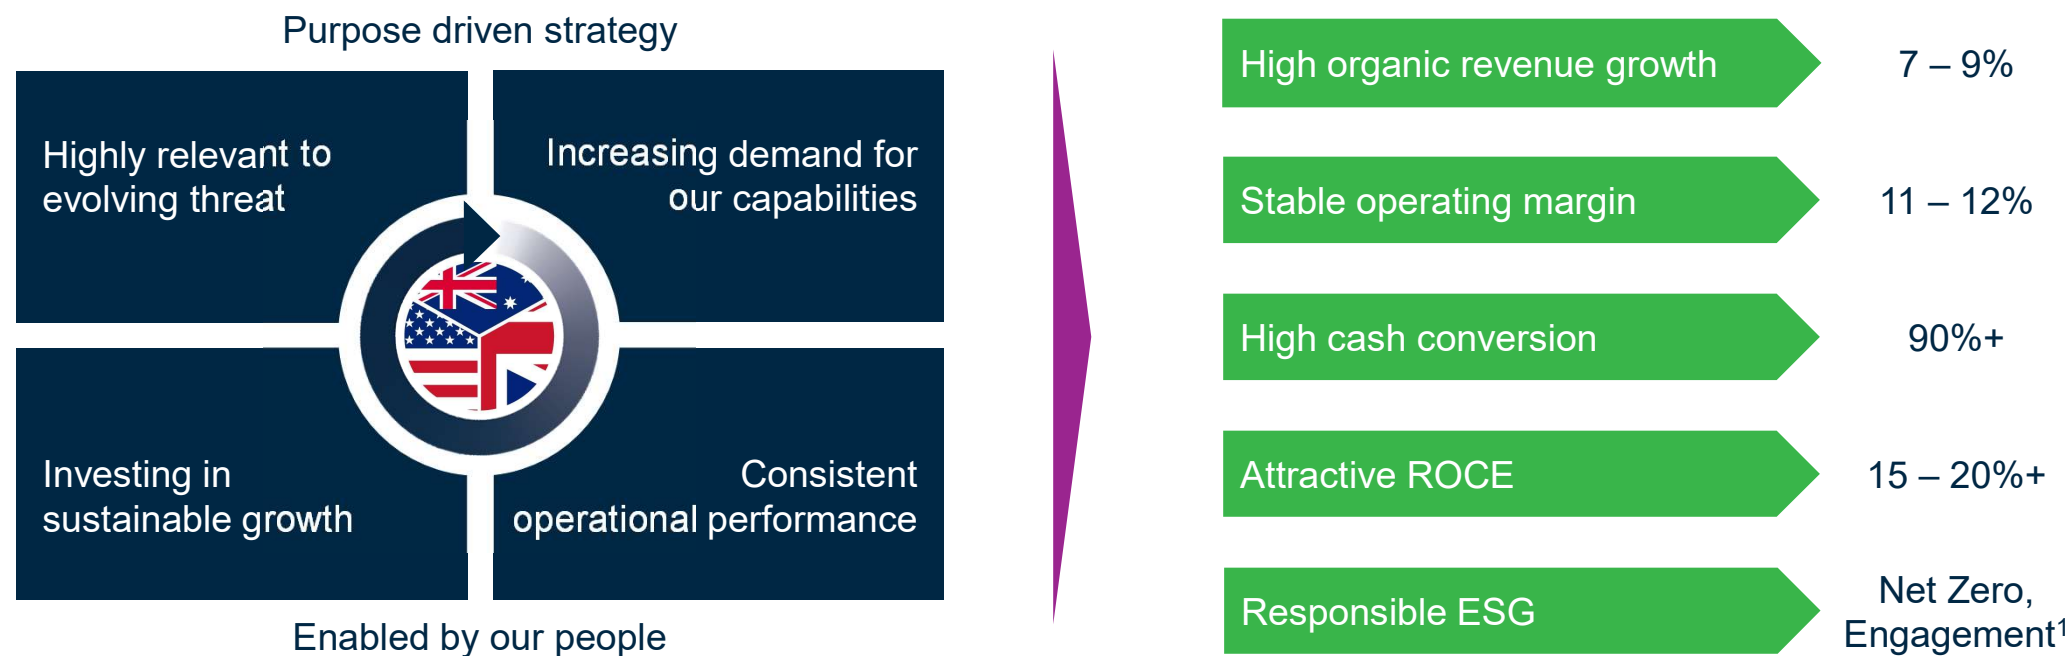 Purpose driven strategy
Highly relevant to
evolving threat
Increasing demand for
our capabilities
Investing in
sustainable growth
Consistent
operational performance
Enabled by our people
High organic revenue growth
7 – 9%
Stable operating margin
11 – 12%
High cash conversion
90%+
Attractive ROCE
15 – 20%+
Responsible ESG
Net Zero,
Engagement¹